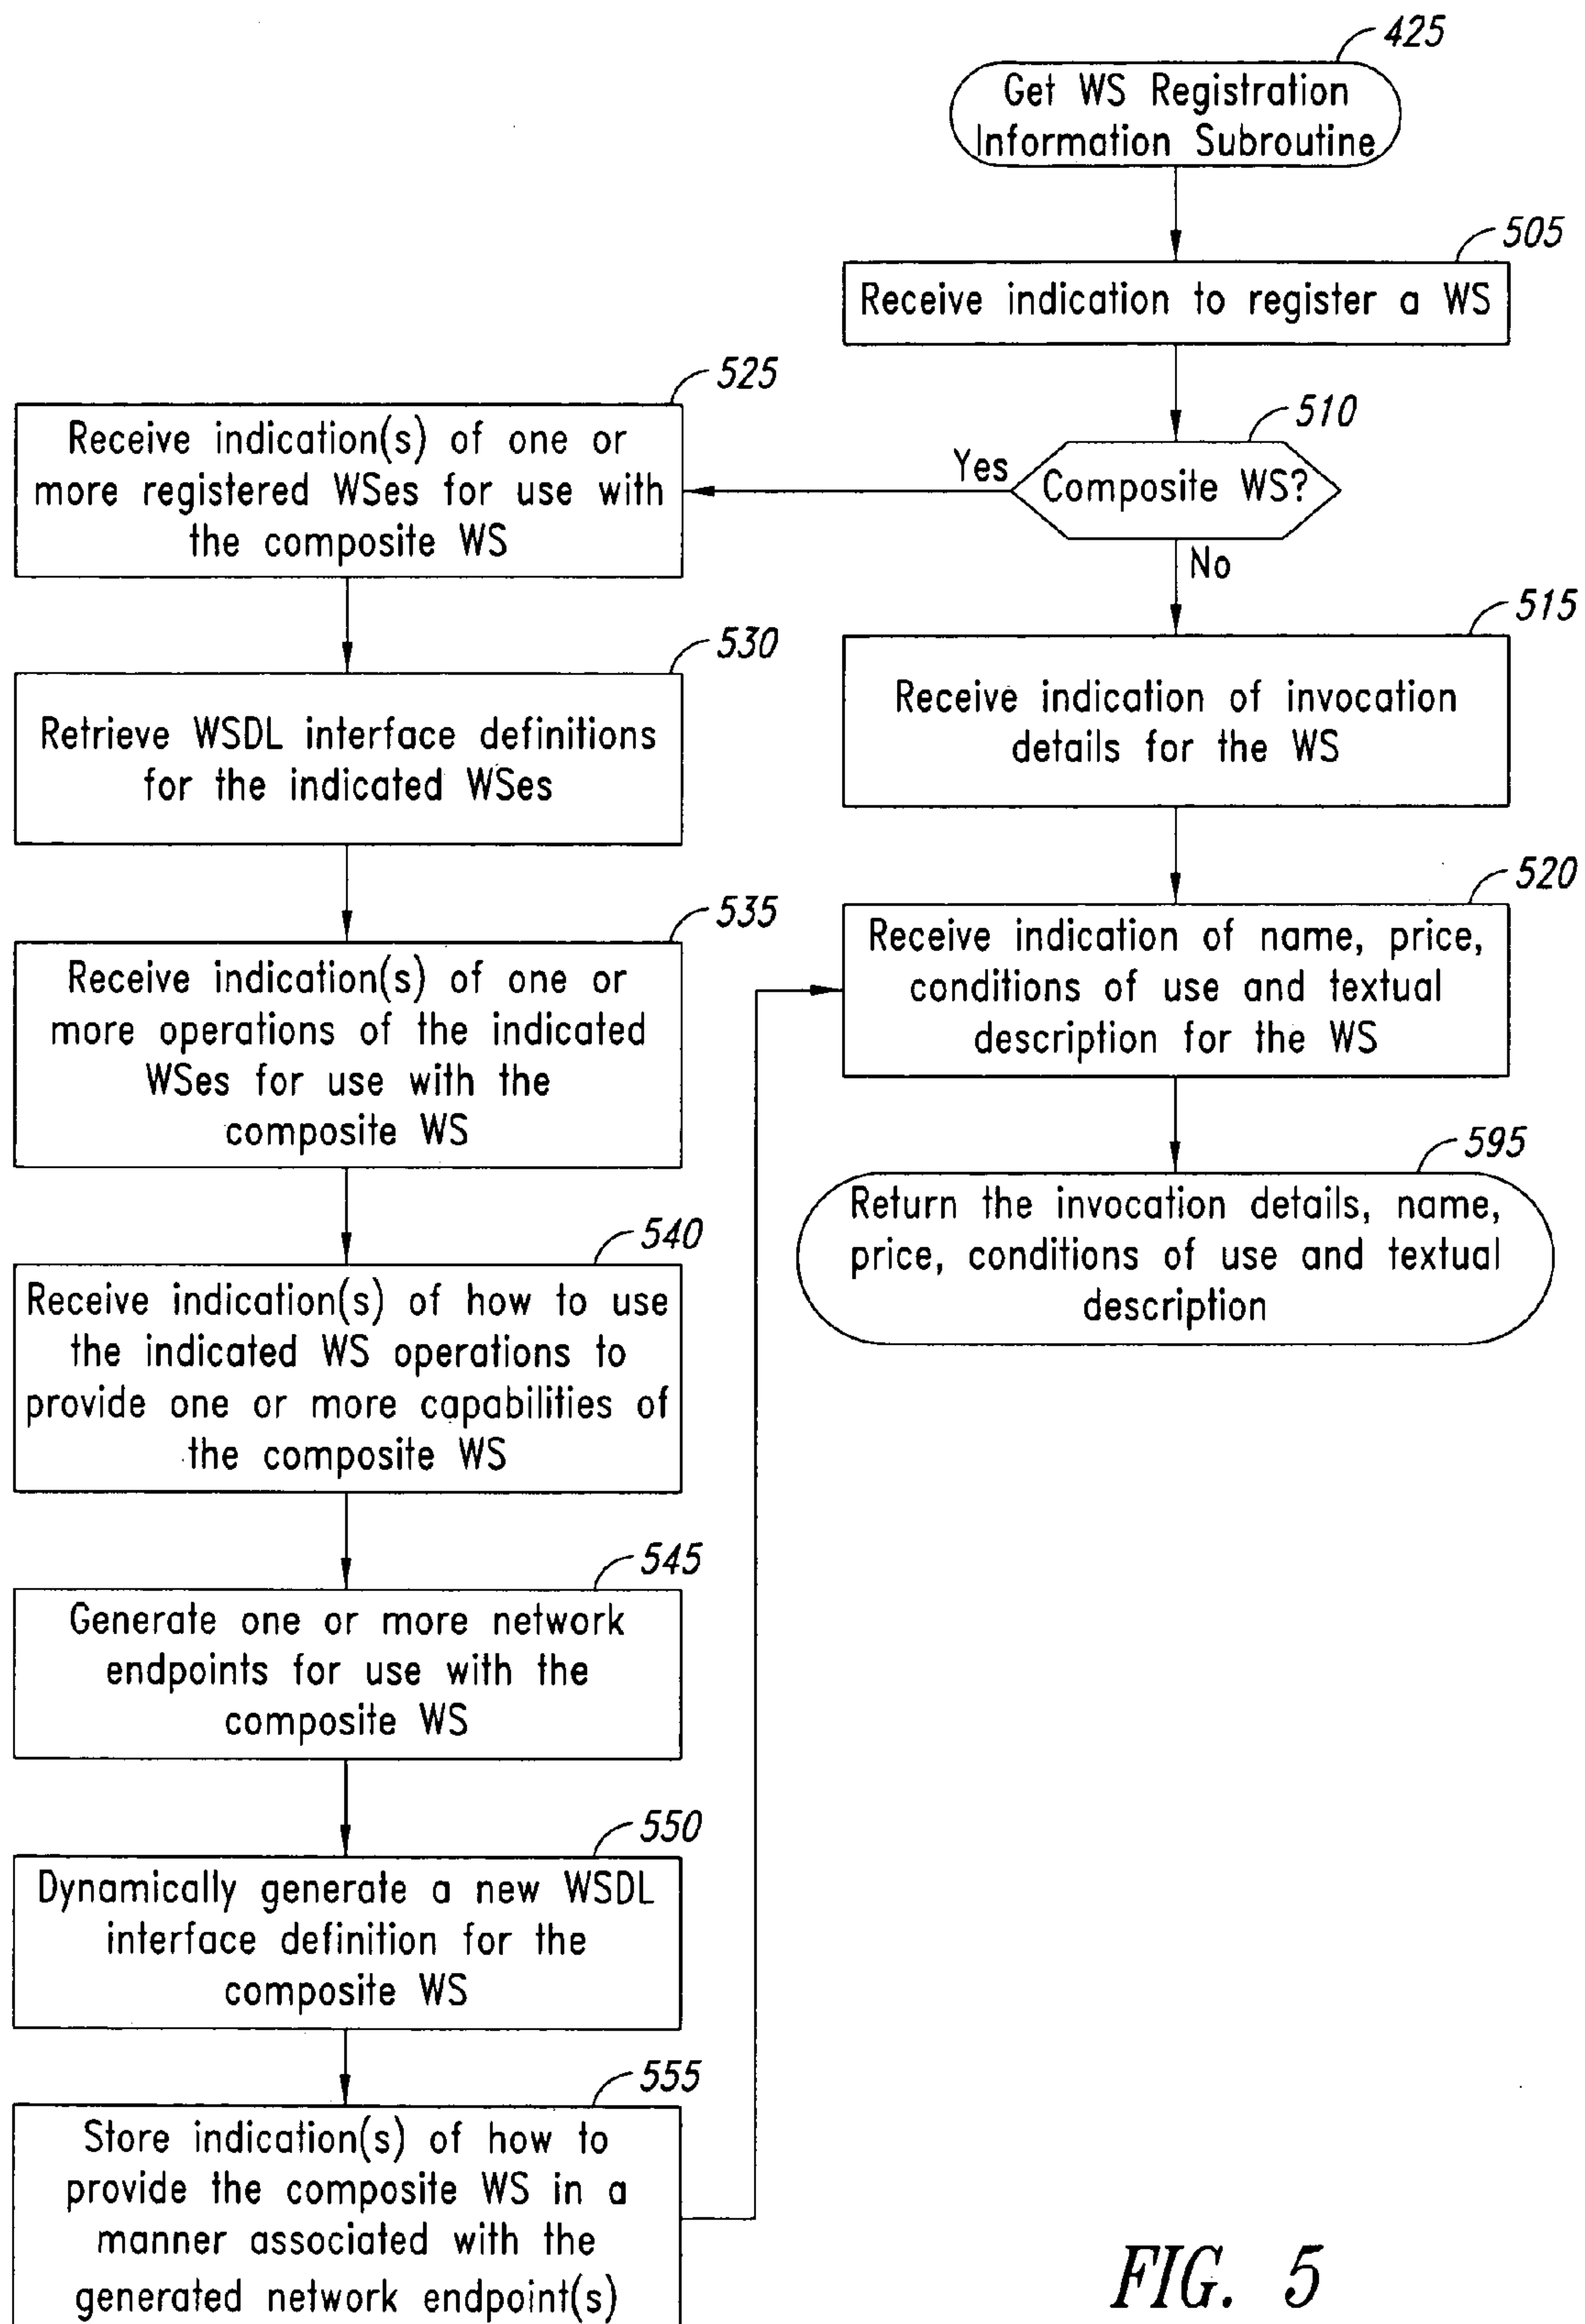 425
Get WS Registration
Information Subroutine
505
Receive indication to register a WS
510
Composite WS?
Yes
No
515
Receive indication of invocation
details for the WS
520
Receive indication of name, price,
conditions of use and textual
description for the WS
595
Return the invocation details, name,
price, conditions of use and textual
description
525
Receive indication(s) of one or
more registered WSes for use with
the composite WS
530
Retrieve WSDL interface definitions
for the indicated WSes
535
Receive indication(s) of one or
more operations of the indicated
WSes for use with the
composite WS
540
Receive indication(s) of how to use
the indicated WS operations to
provide one or more capabilities of
the composite WS
545
Generate one or more network
endpoints for use with the
composite WS
550
Dynamically generate a new WSDL
interface definition for the
composite WS
555
Store indication(s) of how to
provide the composite WS in a
manner associated with the
generated network endpoint(s)
FIG. 5